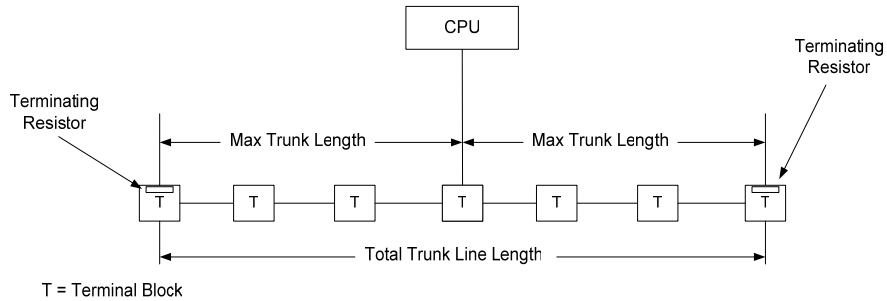 CPU
Terminating
Resistor
Terminating
Resistor
Max Trunk Length
Max Trunk Length
T
T
T
T
T
T
T
Total Trunk Line Length
T = Terminal Block